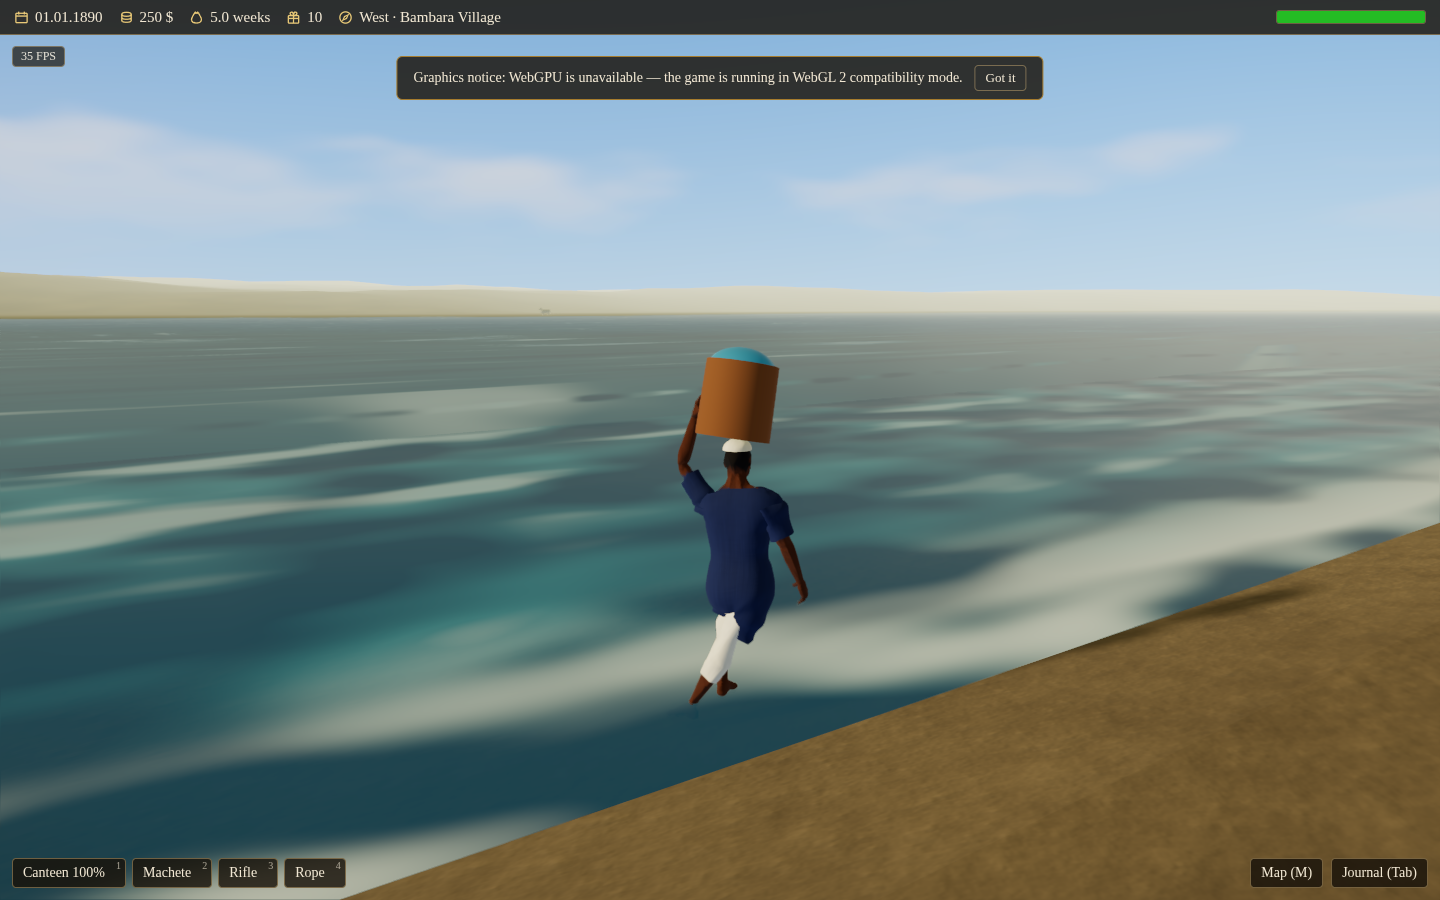 01.01.1890 250 $ 5.0 weeks 10 West · Bambara Village
35 FPS
Graphics notice: WebGPU is unavailable — the game is running in WebGL 2 compatibility mode. Got it
Canteen 100% 1 Machete 2 Rifle 3 Rope 4 Map (M) Journal (Tab)